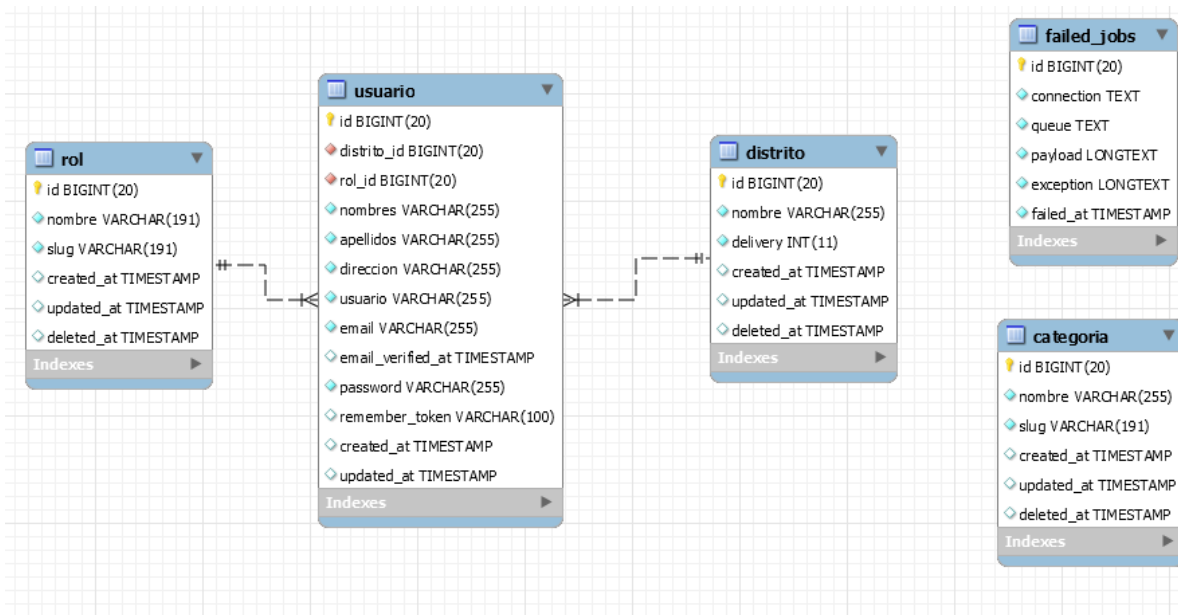 rol
id BIGINT(20)
nombre VARCHAR(191)
slug VARCHAR(191)
created_at TIMESTAMP
updated_at TIMESTAMP
deleted_at TIMESTAMP
Indexes
usuario
id BIGINT(20)
distrito_id BIGINT(20)
rol_id BIGINT(20)
nombres VARCHAR(255)
apellidos VARCHAR(255)
direccion VARCHAR(255)
usuario VARCHAR(255)
email VARCHAR(255)
email_verified_at TIMESTAMP
password VARCHAR(255)
remember_token VARCHAR(100)
created_at TIMESTAMP
updated_at TIMESTAMP
Indexes
distrito
id BIGINT(20)
nombre VARCHAR(255)
delivery INT(11)
created_at TIMESTAMP
updated_at TIMESTAMP
deleted_at TIMESTAMP
Indexes
failed_jobs
id BIGINT(20)
connection TEXT
queue TEXT
payload LONGTEXT
exception LONGTEXT
failed_at TIMESTAMP
Indexes
categoria
id BIGINT(20)
nombre VARCHAR(255)
slug VARCHAR(191)
created_at TIMESTAMP
updated_at TIMESTAMP
deleted_at TIMESTAMP
Indexes